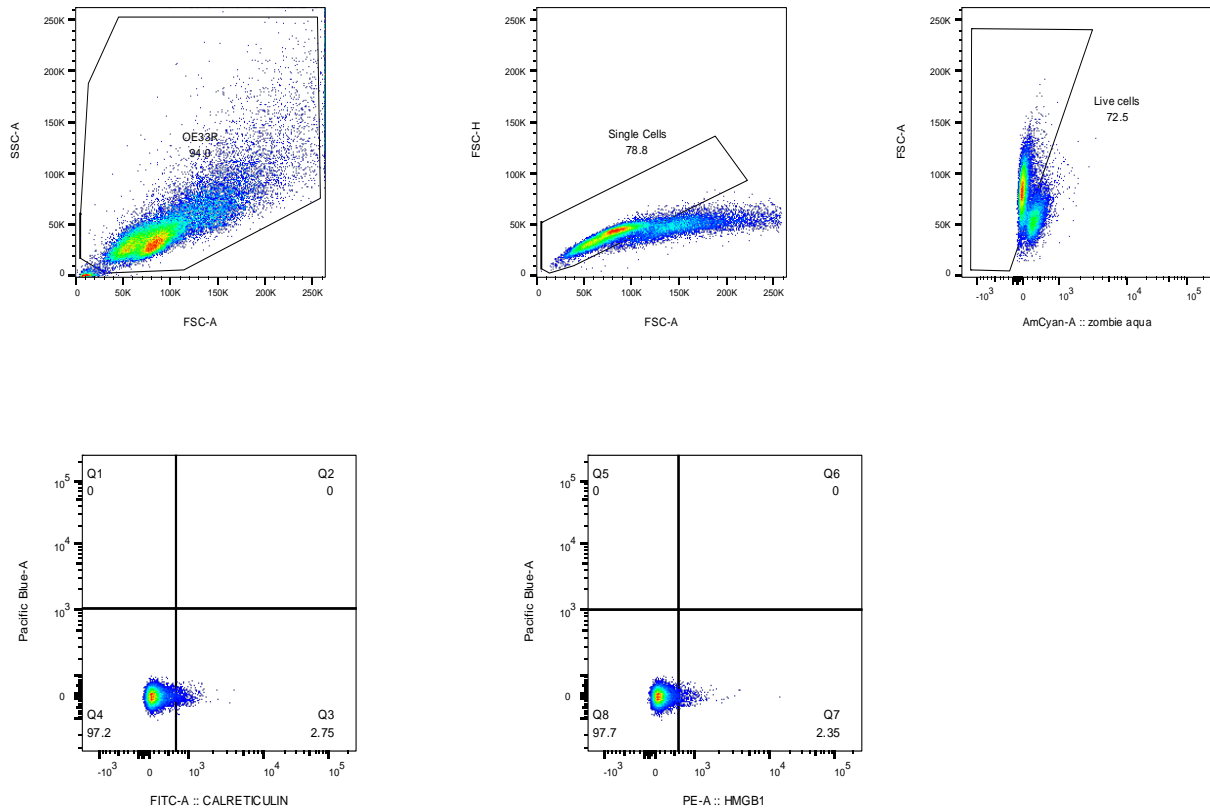 250K
200K
150K
100K
50K
0
SSC-A
OE33R
94.0
0 50K 100K 150K 200K 250K
FSC-A
250K
200K
150K
100K
50K
0
FSC-H
Single Cells
78.8
0 50K 100K 150K 200K 250K
FSC-A
250K
200K
150K
100K
50K
0
FSC-A
Live cells
72.5
-10³ 0 10³ 10⁴ 10⁵
AmCyan-A :: zombie aqua
Q1 Q2
0 0
10⁵
10⁴
10³
0
Pacific Blue-A
Q4 Q3
97.2 2.75
-10³ 0 10³ 10⁴ 10⁵
FITC-A :: CALRETICULIN
Q5 Q6
0 0
10⁵
10⁴
10³
0
Pacific Blue-A
Q8 Q7
97.7 2.35
-10³ 0 10³ 10⁴ 10⁵
PE-A :: HMGB1